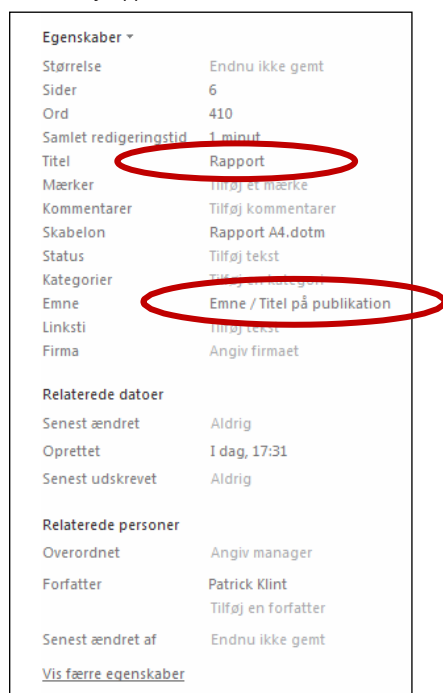 Egenskaber
Størrelse Endnu ikke gemt
Sider 6
Ord 410
Samlet redigeringstid 1 minut
Titel Rapport
Mærker Tilføj et mærke
Kommentarer Tilføj kommentarer
Skabelon Rapport A4.dotm
Status Tilføj tekst
Kategorier Tilføj en kategori
Emne Emne / Titel på publikation
Linksti Tilføj tekst
Firma Angiv firmaet
Relaterede datoer
Senest ændret Aldrig
Oprettet I dag, 17:31
Senest udskrevet Aldrig
Relaterede personer
Overordnet Angiv manager
Forfatter Patrick Klint
Tilføj en forfatter
Senest ændret af Endnu ikke gemt
Vis færre egenskaber